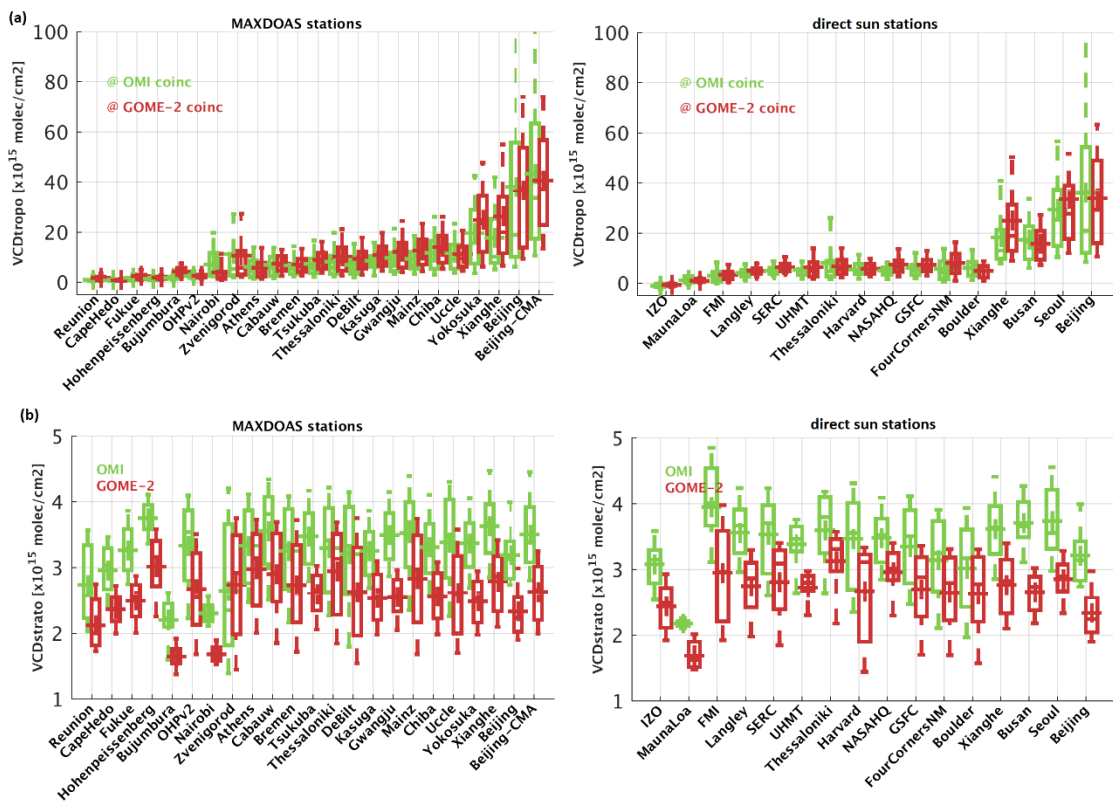 (a)
MAXDOAS stations
direct sun stations
VCDtropo [x10^15 molec/cm2]
100
80
60
40
20
0
@ OMI coinc
@ GOME-2 coinc
Reunion
CapeHedo
Fukue
Hohenpeissenberg
Bujumbura
OHPv2
Nairobi
Zvenigorod
Athens
Cabauw
Bremen
Tsukuba
Thessaloniki
DeBilt
Kasuga
Gwangju
Mainz
Chiba
Uccle
Yokosuka
Xianghe
Beijing
Beijing-CMA
VCDtropo [x10^15 molec/cm2]
100
80
60
40
20
0
@ OMI coinc
@ GOME-2 coinc
IZO
MaunaLoa
FMI
Langley
SERC
UHMT
Thessaloniki
Harvard
NASAHQ
GSFC
FourCornersNM
Boulder
Xianghe
Busan
Seoul
Beijing
(b)
MAXDOAS stations
direct sun stations
VCDstrato [x10^15 molec/cm2]
5
4
3
2
1
OMI
GOME-2
Reunion
CapeHedo
Fukue
Hohenpeissenberg
Bujumbura
OHPv2
Nairobi
Zvenigorod
Athens
Cabauw
Bremen
Tsukuba
Thessaloniki
DeBilt
Kasuga
Gwangju
Mainz
Chiba
Uccle
Yokosuka
Xianghe
Beijing
Beijing-CMA
VCDstrato [x10^15 molec/cm2]
5
4
3
2
1
OMI
GOME-2
IZO
MaunaLoa
FMI
Langley
SERC
UHMT
Thessaloniki
Harvard
NASAHQ
GSFC
FourCornersNM
Boulder
Xianghe
Busan
Seoul
Beijing